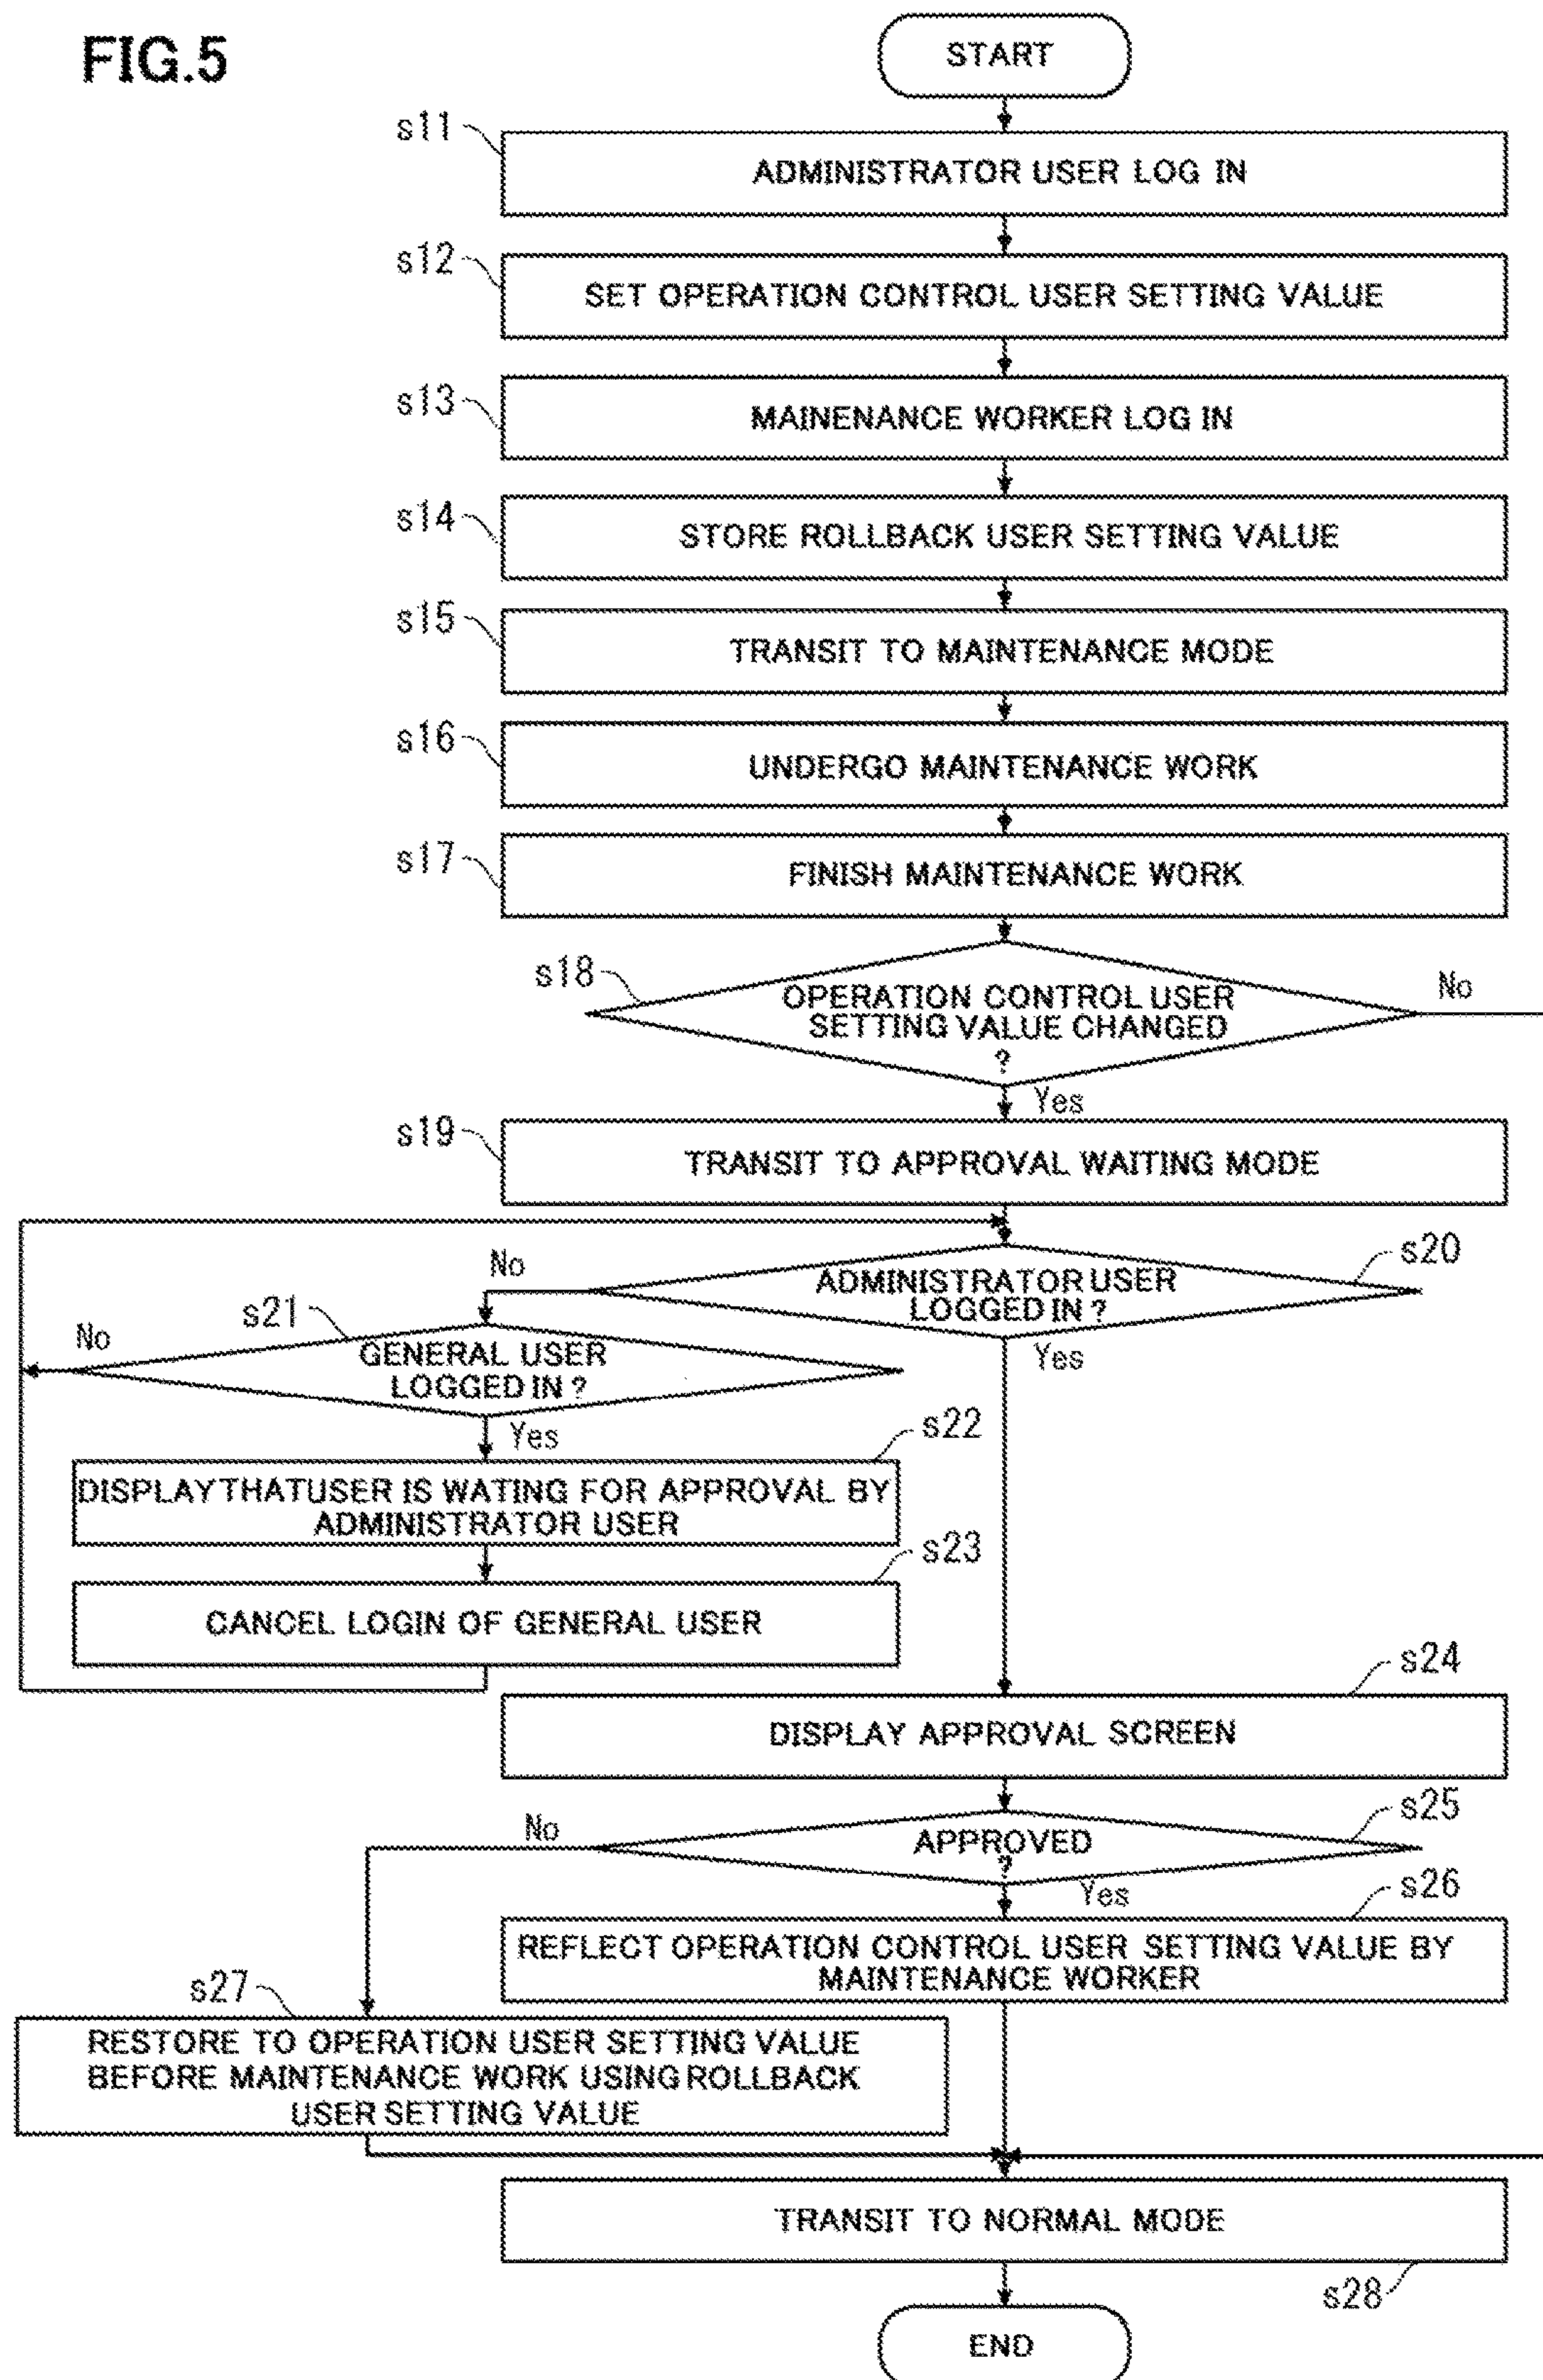 FIG.5
START
s11
ADMINISTRATOR USER LOG IN
s12
SET OPERATION CONTROL USER SETTING VALUE
s13
MAINENANCE WORKER LOG IN
s14
STORE ROLLBACK USER SETTING VALUE
s15
TRANSIT TO MAINTENANCE MODE
s16
UNDERGO MAINTENANCE WORK
s17
FINISH MAINTENANCE WORK
s18
OPERATION CONTROL USER
SETTING VALUE CHANGED
?
No
Yes
s19
TRANSIT TO APPROVAL WAITING MODE
s20
ADMINISTRATOR USER
LOGGED IN ?
No
Yes
s21
GENERAL USER
LOGGED IN ?
No
Yes
s22
DISPLAY THATUSER IS WATING FOR APPROVAL BY
ADMINISTRATOR USER
s23
CANCEL LOGIN OF GENERAL USER
s24
DISPLAY APPROVAL SCREEN
s25
APPROVED
?
No
Yes
s26
REFLECT OPERATION CONTROL USER SETTING VALUE BY
MAINTENANCE WORKER
s27
RESTORE TO OPERATION USER SETTING VALUE
BEFORE MAINTENANCE WORK USING ROLLBACK
USER SETTING VALUE
TRANSIT TO NORMAL MODE
s28
END